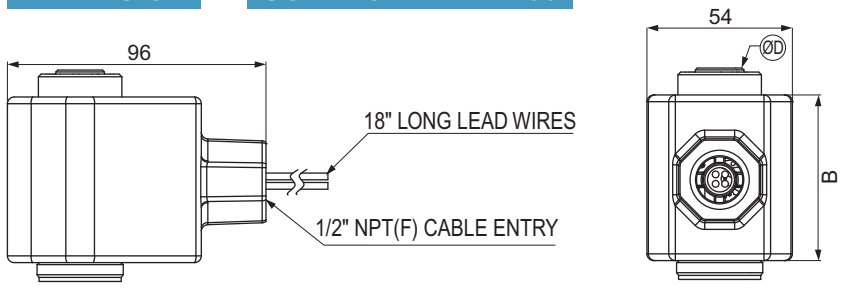 96
18" LONG LEAD WIRES
1/2" NPT(F) CABLE ENTRY
54
ØD
B